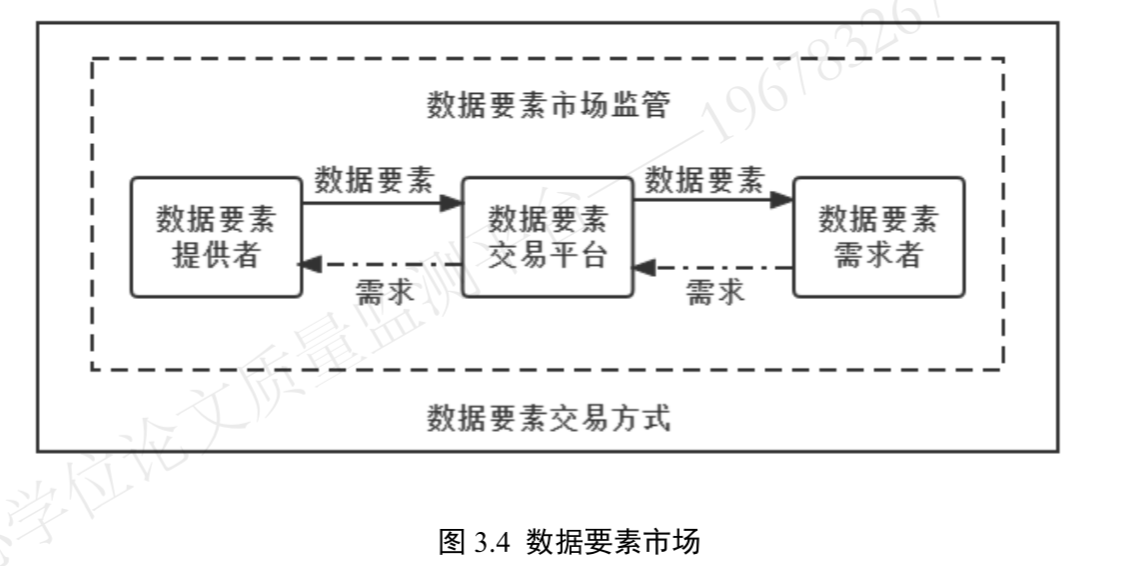 数据要素市场监管
数据要素
数据要素
数据要素
提供者
数据要素
交易平台
数据要素
需求者
需求
需求
数据要素交易方式
图 3.4 数据要素市场
学位论文质量监测平台——19678326